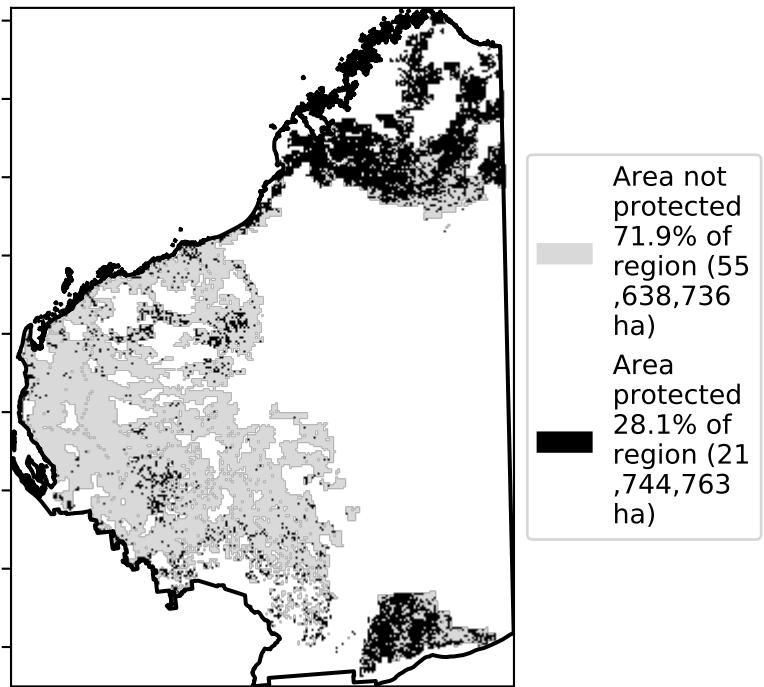 Area not
protected
71.9% of
region (55
,638,736
ha)
Area
protected
28.1% of
region (21
,744,763
ha)